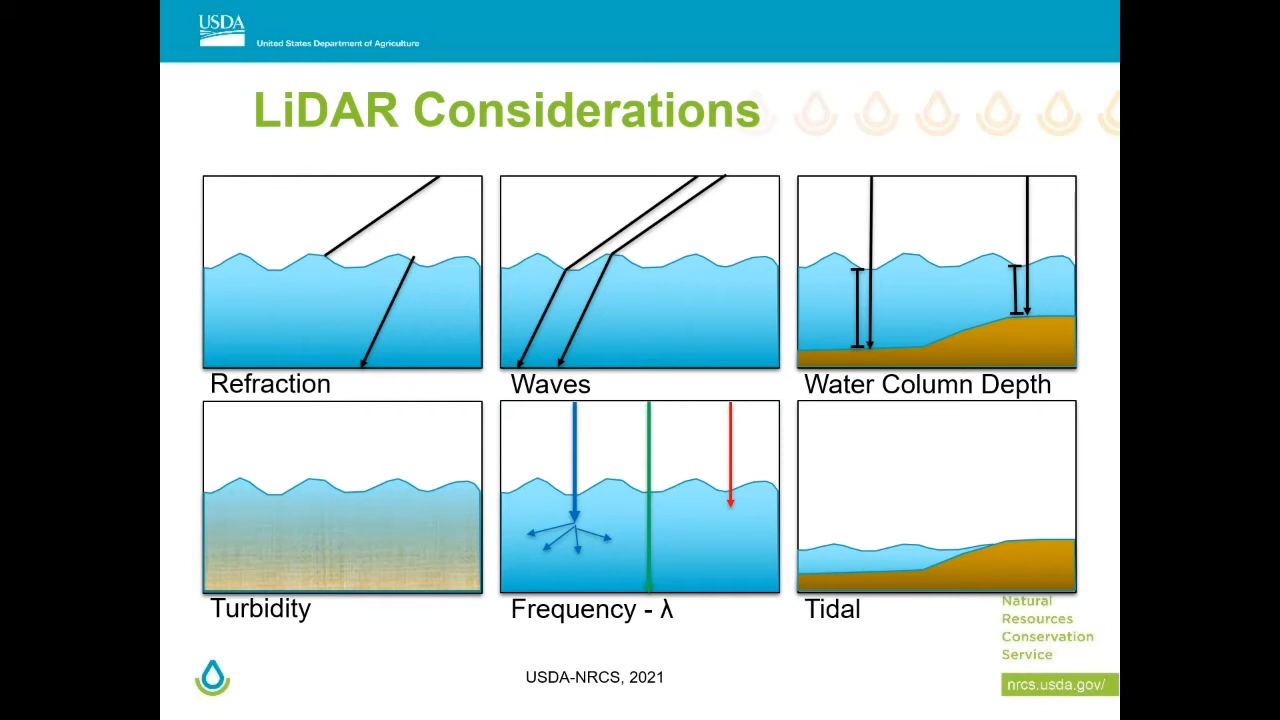 USDA
United States Department of Agriculture
LiDAR Considerations
Refraction
Waves
Water Column Depth
Turbidity
Frequency - λ
Tidal
Natural
Resources
Conservation
Service
nrcs.usda.gov/
USDA-NRCS, 2021